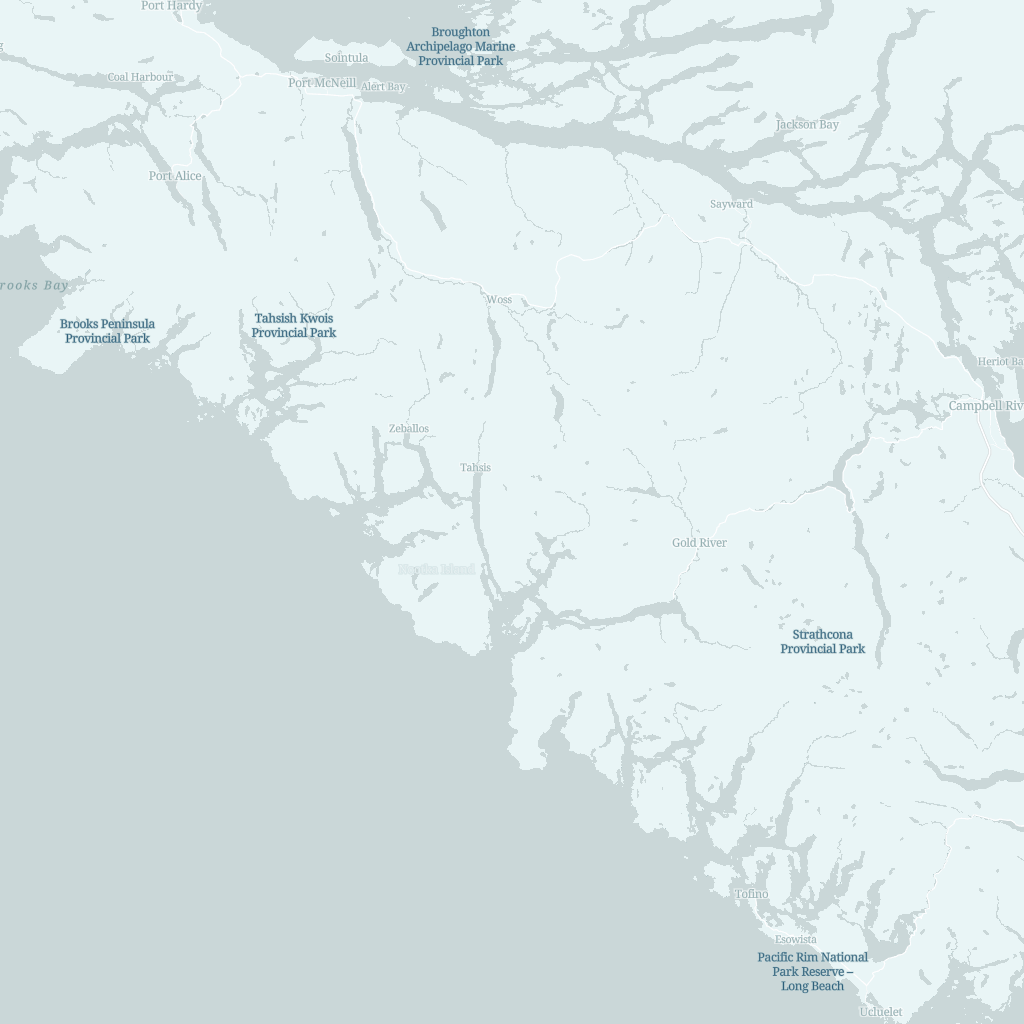 Port Hardy
Broughton
Archipelago Marine
Provincial Park
Sointula
Coal Harbour
Port McNeill
Alert Bay
Jackson Bay
Port Alice
Sayward
rooks Bay
Woss
Brooks Peninsula
Provincial Park
Tahsish Kwois
Provincial Park
Heriot Ba
Campbell Riv
Zeballos
Tahsis
Gold River
Nootka Island
Strathcona
Provincial Park
Tofino
Esowista
Pacific Rim National
Park Reserve –
Long Beach
Ucluelet